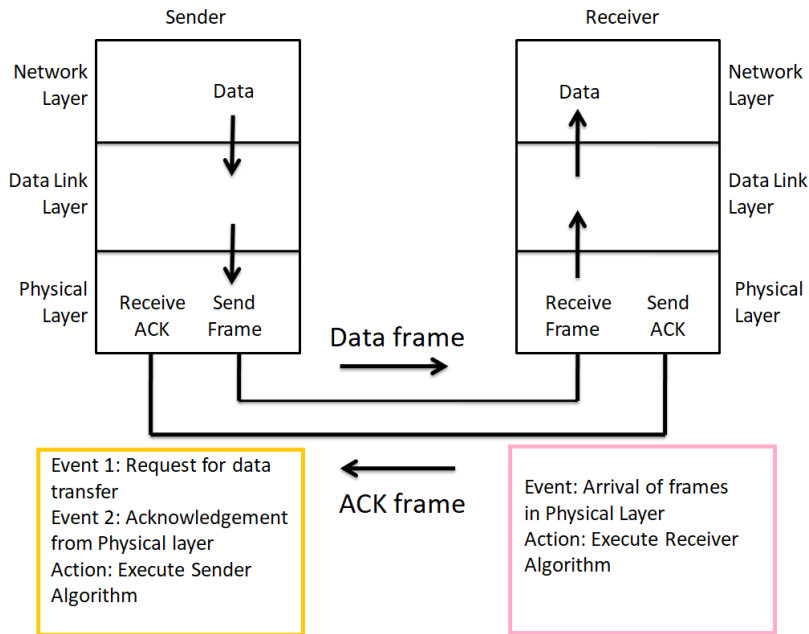 Sender
Receiver
Network
Layer
Data
Data
Network
Layer
Data Link
Layer
Data Link
Layer
Physical
Layer
Receive
ACK
Send
Frame
Receive
Frame
Send
ACK
Physical
Layer
Data frame
ACK frame
Event 1: Request for data
transfer
Event 2: Acknowledgement
from Physical layer
Action: Execute Sender
Algorithm
Event: Arrival of frames
in Physical Layer
Action: Execute Receiver
Algorithm